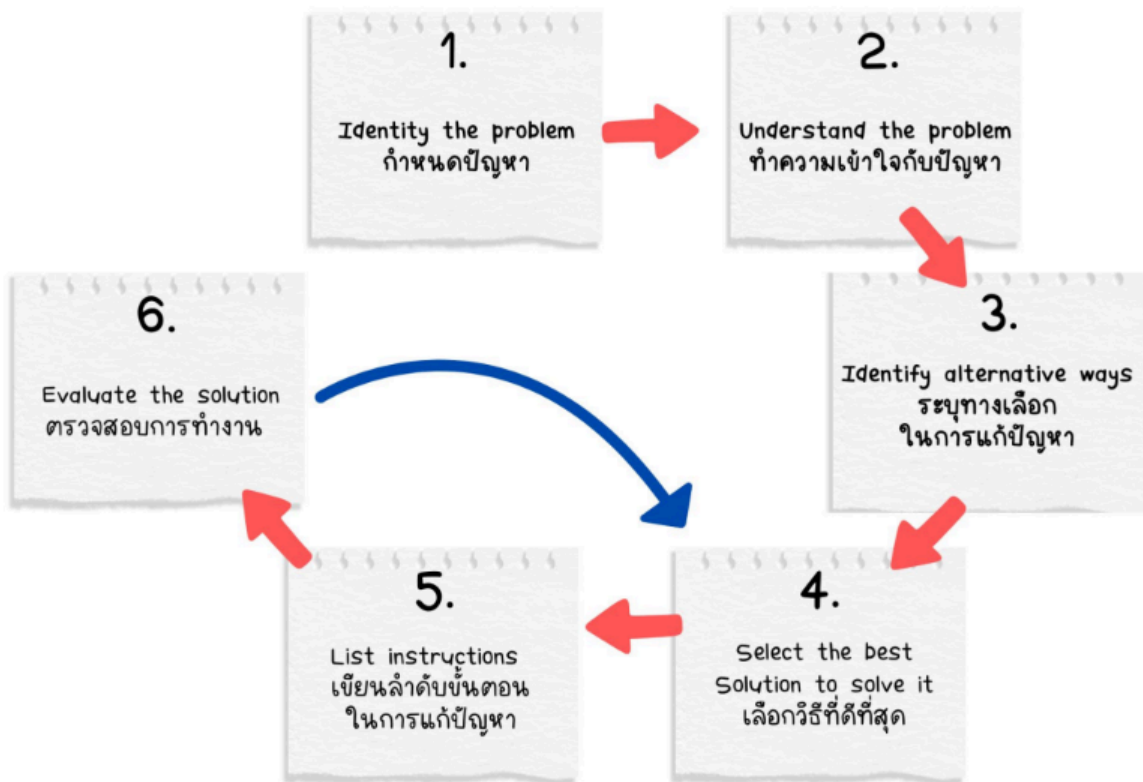 1.
Identity the problem
กำหนดปัญหา
2.
Understand the problem
ทำความเข้าใจกับปัญหา
3.
Identify alternative ways
ระบุทางเลือก
ในการแก้ปัญหา
4.
Select the best
Solution to solve it
เลือกวิธีที่ดีที่สุด
5.
List instructions
เขียนลำดับขั้นตอน
ในการแก้ปัญหา
6.
Evaluate the solution
ตรวจสอบการทำงาน